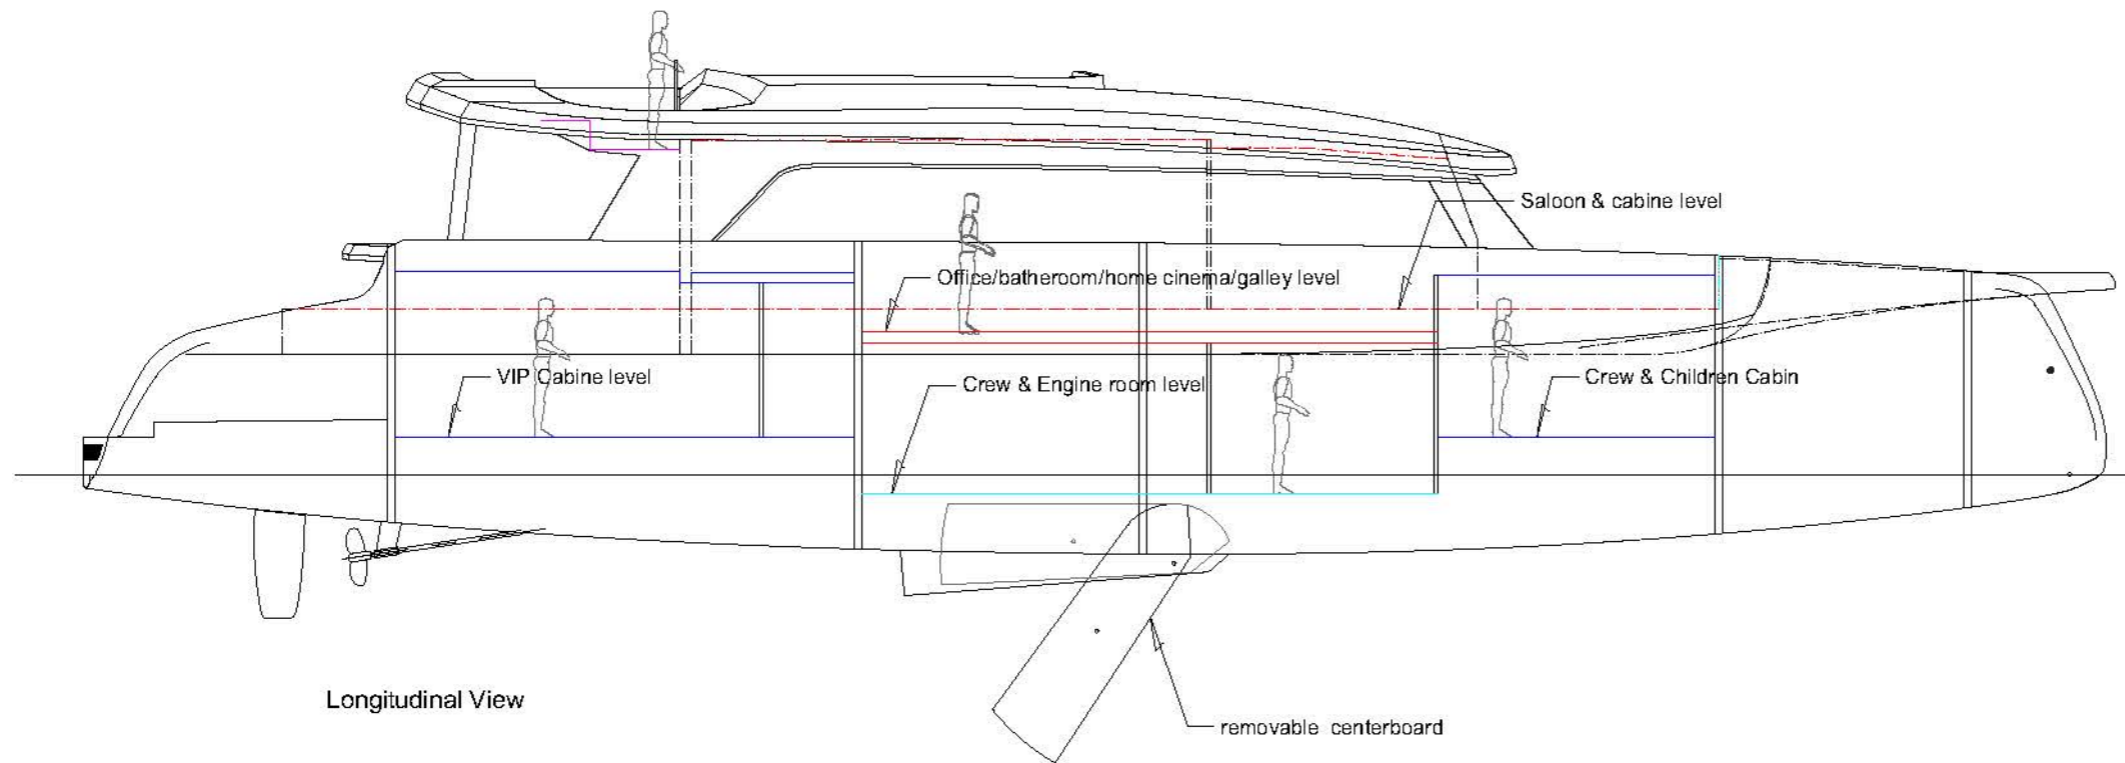 Saloon & cabine level
Office/batheroom/home cinema/galley level
VIP Cabine level
Crew & Engine room level
Crew & Children Cabin
Longitudinal View
removable centerboard